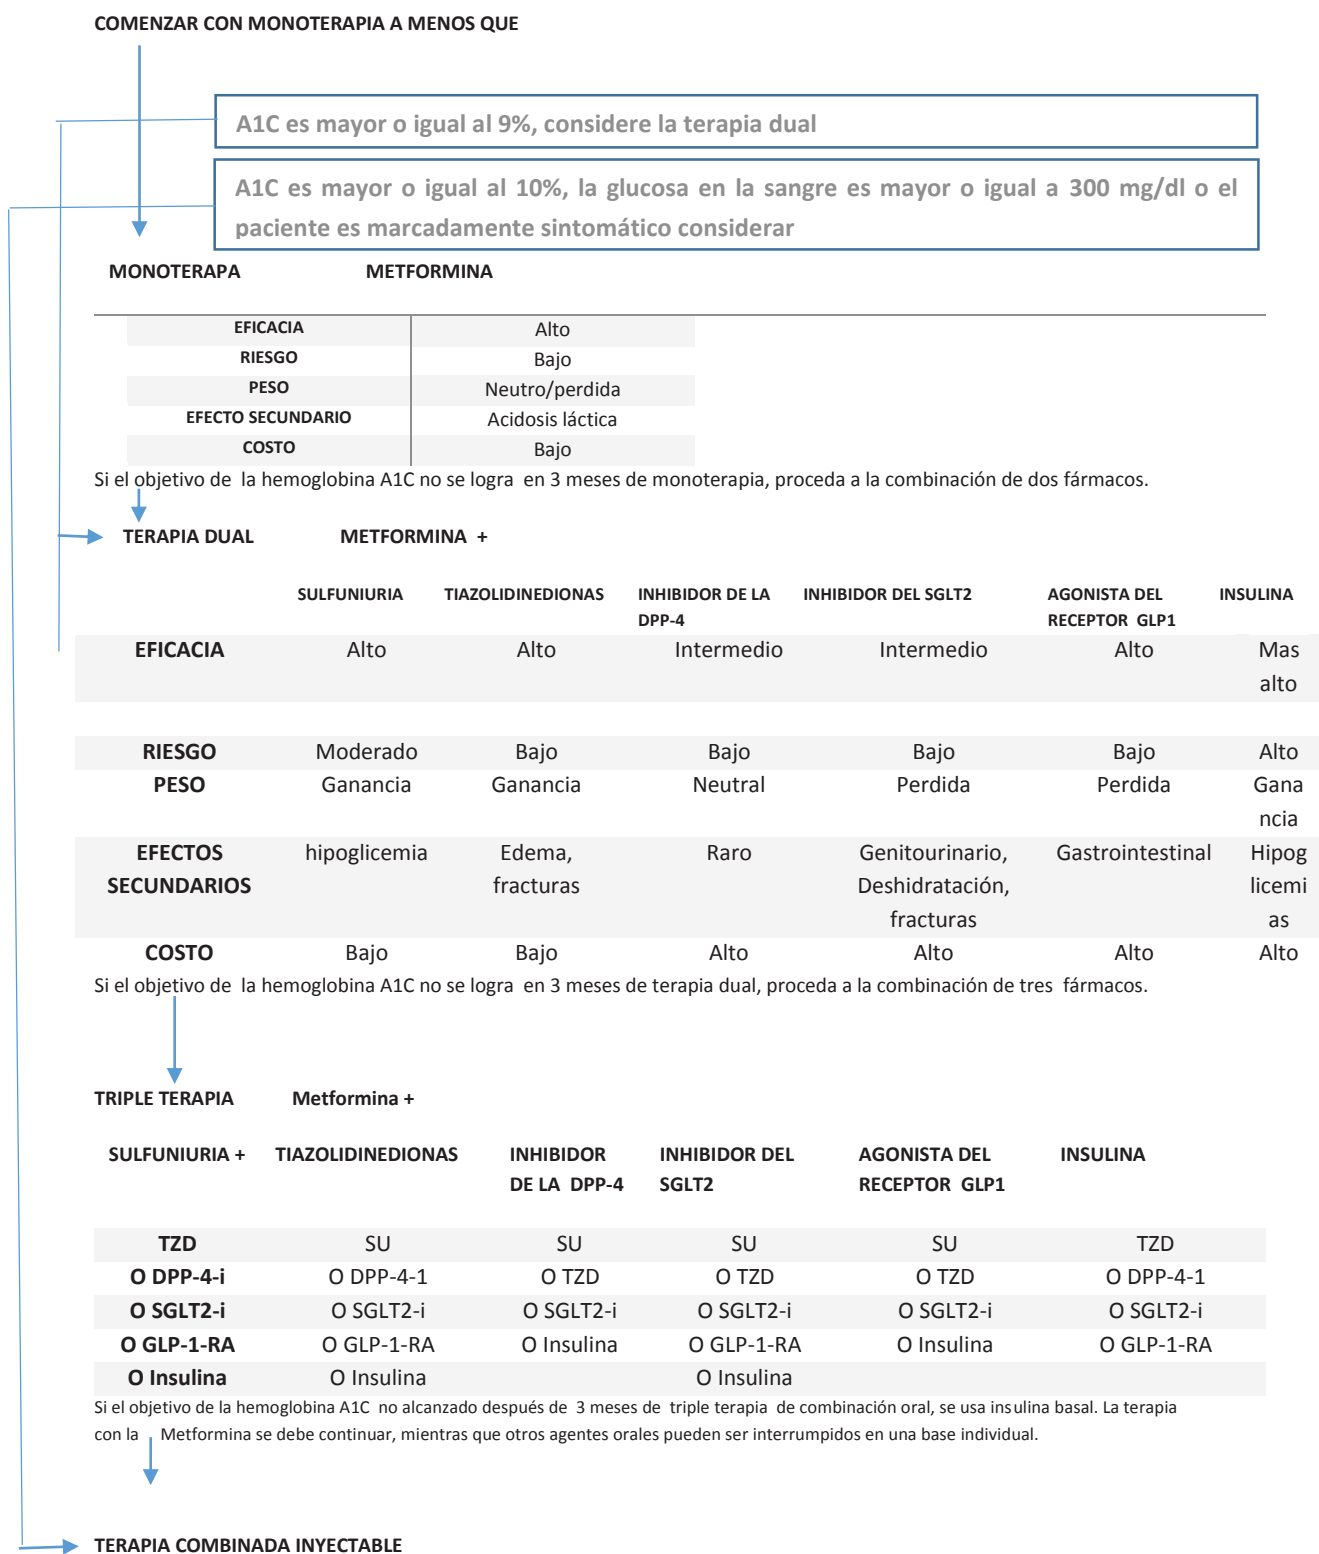 COMENZAR CON MONOTERAPIA A MENOS QUE
A1C es mayor o igual al 9%, considere la terapia dual
A1C es mayor o igual al 10%, la glucosa en la sangre es mayor o igual a 300 mg/dl o el
paciente es marcadamente sintomático considerar
MONOTERAPA METFORMINA
EFICACIA Alto
RIESGO Bajo
PESO Neutro/perdida
EFECTO SECUNDARIO Acidosis láctica
COSTO Bajo
Si el objetivo de la hemoglobina A1C no se logra en 3 meses de monoterapia, proceda a la combinación de dos fármacos.
TERAPIA DUAL METFORMINA +
SULFUNIURIA TIAZOLIDINEDIONAS INHIBIDOR DE LA INHIBIDOR DEL SGLT2 AGONISTA DEL INSULINA
DPP-4 RECEPTOR GLP1
EFICACIA Alto Alto Intermedio Intermedio Alto Mas
alto
RIESGO Moderado Bajo Bajo Bajo Bajo Alto
PESO Ganancia Ganancia Neutral Perdida Perdida Gana
ncia
EFECTOS hipoglicemia Edema, Raro Genitourinario, Gastrointestinal Hipog
SECUNDARIOS fracturas Deshidratación, licemi
fracturas as
COSTO Bajo Bajo Alto Alto Alto Alto
Si el objetivo de la hemoglobina A1C no se logra en 3 meses de terapia dual, proceda a la combinación de tres fármacos.
TRIPLE TERAPIA Metformina +
SULFUNIURIA + TIAZOLIDINEDIONAS INHIBIDOR INHIBIDOR DEL AGONISTA DEL INSULINA
DE LA DPP-4 SGLT2 RECEPTOR GLP1
TZD SU SU SU SU TZD
O DPP-4-i O DPP-4-1 O TZD O TZD O TZD O DPP-4-1
O SGLT2-i O SGLT2-i O SGLT2-i O SGLT2-i O SGLT2-i O SGLT2-i
O GLP-1-RA O GLP-1-RA O Insulina O GLP-1-RA O Insulina O GLP-1-RA
O Insulina O Insulina O Insulina
Si el objetivo de la hemoglobina A1C no alcanzado después de 3 meses de triple terapia de combinación oral, se usa insulina basal. La terapia
con la Metformina se debe continuar, mientras que otros agentes orales pueden ser interrumpidos en una base individual.
TERAPIA COMBINADA INYECTABLE